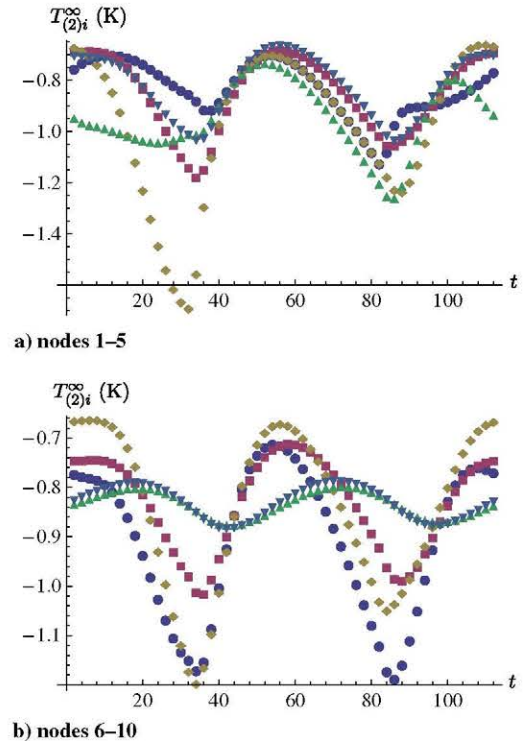 T^∞_(2)i (K)
-0.8
-1.0
-1.2
-1.4
20 40 60 80 100 t
a) nodes 1–5
T^∞_(2)i (K)
-0.7
-0.8
-0.9
-1.0
-1.1
20 40 60 80 100 t
b) nodes 6–10